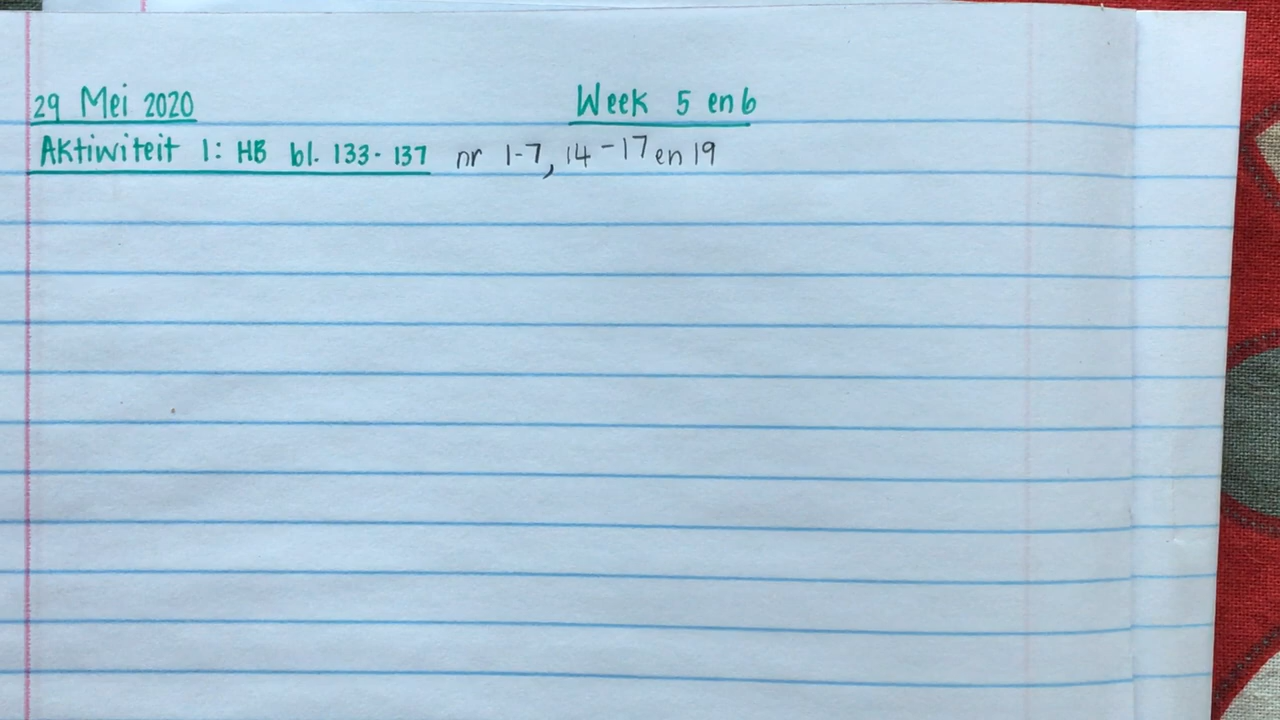 29 Mei 2020 Week 5 en 6
Aktiwiteit 1: HB bl. 133-137 nr 1-7, 14-17 en 19